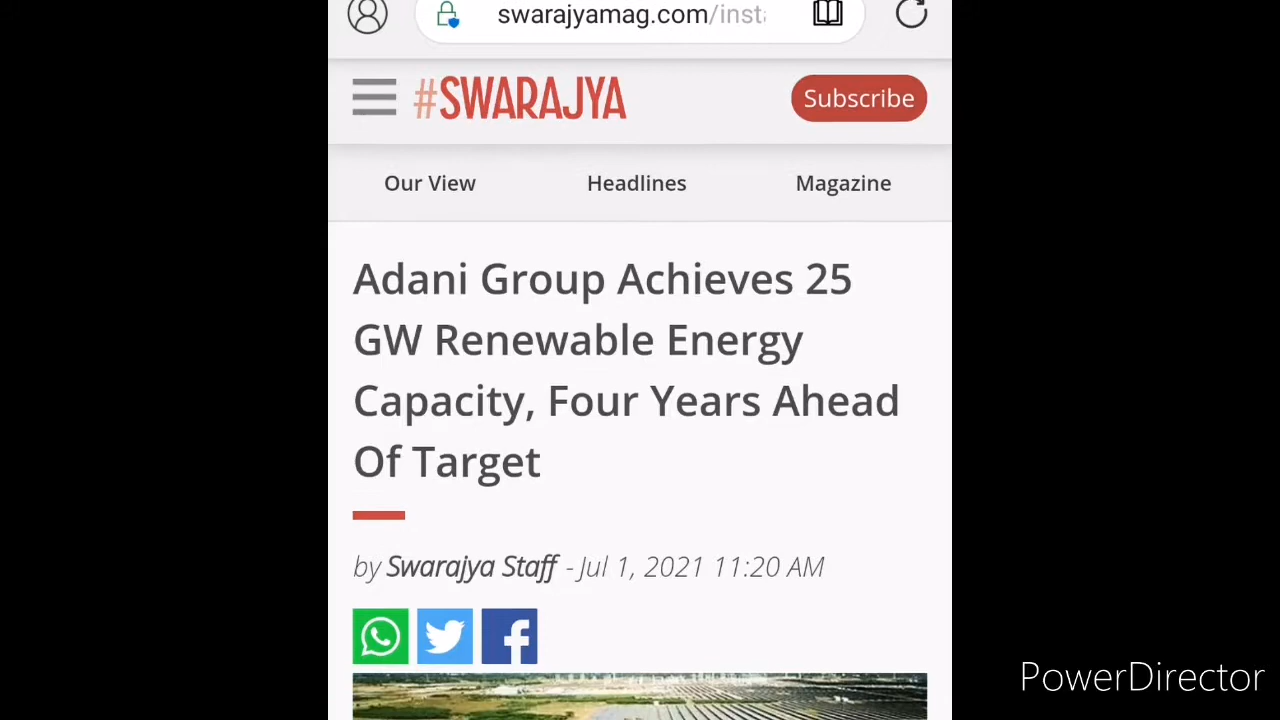 swarajyamag.com/inst
#SWARAJYA
Subscribe
Our View Headlines Magazine
Adani Group Achieves 25
GW Renewable Energy
Capacity, Four Years Ahead
Of Target
by Swarajya Staff - Jul 1, 2021 11:20 AM
PowerDirector